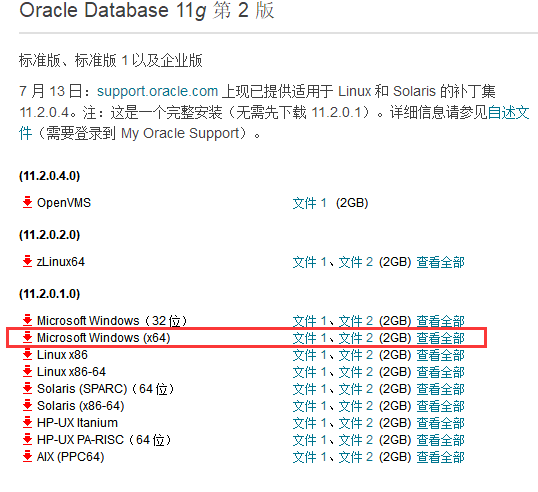 Oracle Database 11g 第 2 版
标准版、标准版 1 以及企业版
7 月 13 日：support.oracle.com 上现已提供适用于 Linux 和 Solaris 的补丁集
11.2.0.4。注：这是一个完整安装（无需先下载 11.2.0.1）。详细信息请参见自述文
件（需要登录到 My Oracle Support）。
(11.2.0.4.0)
OpenVMS 文件 1 (2GB)
(11.2.0.2.0)
zLinux64 文件 1、文件 2 (2GB) 查看全部
(11.2.0.1.0)
Microsoft Windows（32 位） 文件 1、文件 2 (2GB) 查看全部
Microsoft Windows (x64) 文件 1、文件 2 (2GB) 查看全部
Linux x86 文件 1、文件 2 (2GB) 查看全部
Linux x86-64 文件 1、文件 2 (2GB) 查看全部
Solaris (SPARC)（64 位） 文件 1、文件 2 (2GB) 查看全部
Solaris (x86-64) 文件 1、文件 2 (2GB) 查看全部
HP-UX Itanium 文件 1、文件 2 (2GB) 查看全部
HP-UX PA-RISC（64 位） 文件 1、文件 2 (2GB) 查看全部
AIX (PPC64) 文件 1、文件 2 (2GB) 查看全部